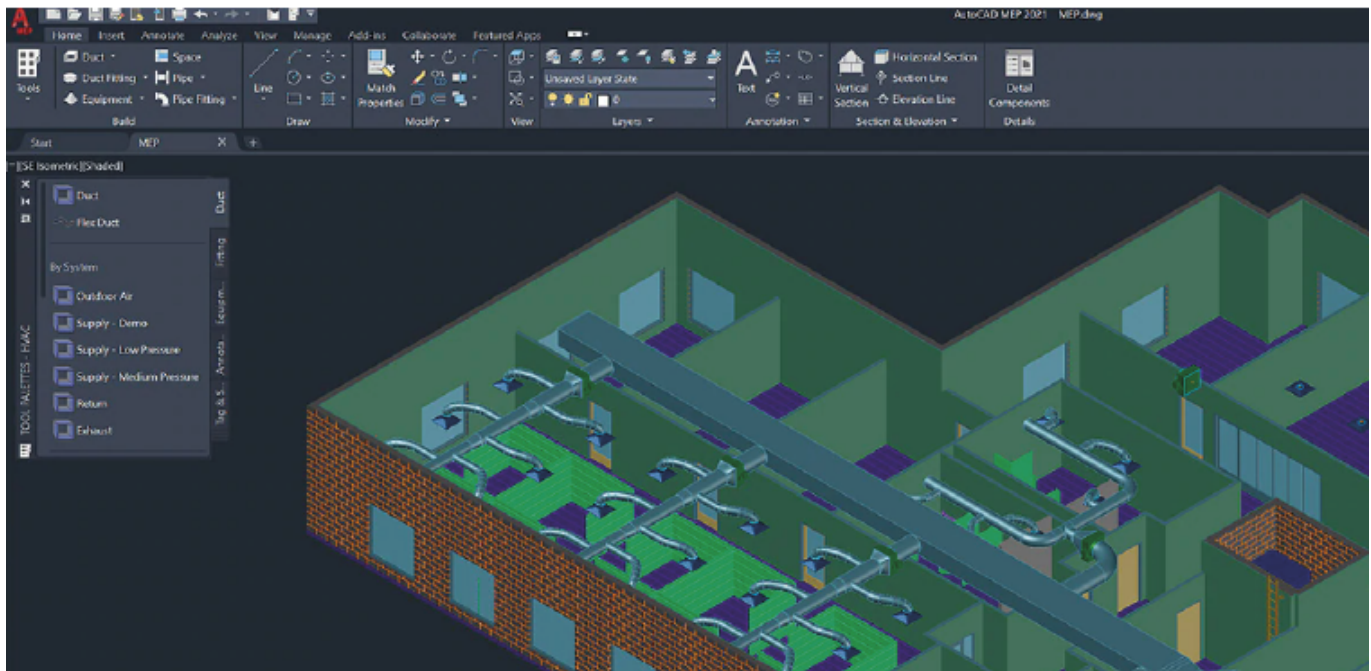 AutoCAD MEP 2021 MEP.dwg
MEP
Home Insert Annotate Analyze View Manage Add-ins Collaborate Featured Apps
Tools
Duct
Space
Duct Fitting
Pipe
Equipment
Pipe Fitting
Build
Line
Draw
Match
Properties
Modify
View
Unsaved Layer State
0
Layers
A
Text
Annotation
Vertical
Section
Horizontal Section
Section Line
Elevation Line
Section & Elevation
Detail
Components
Details
Start MEP X +
[SE Isometric][Shaded]
Duct
Flex Duct
By System
Outdoor Air
Supply - Demo
Supply - Low Pressure
Supply - Medium Pressure
Return
Exhaust
Duct
Fitting
Equipm...
Annota...
Tag & S...
TOOL PALETTES - HVAC